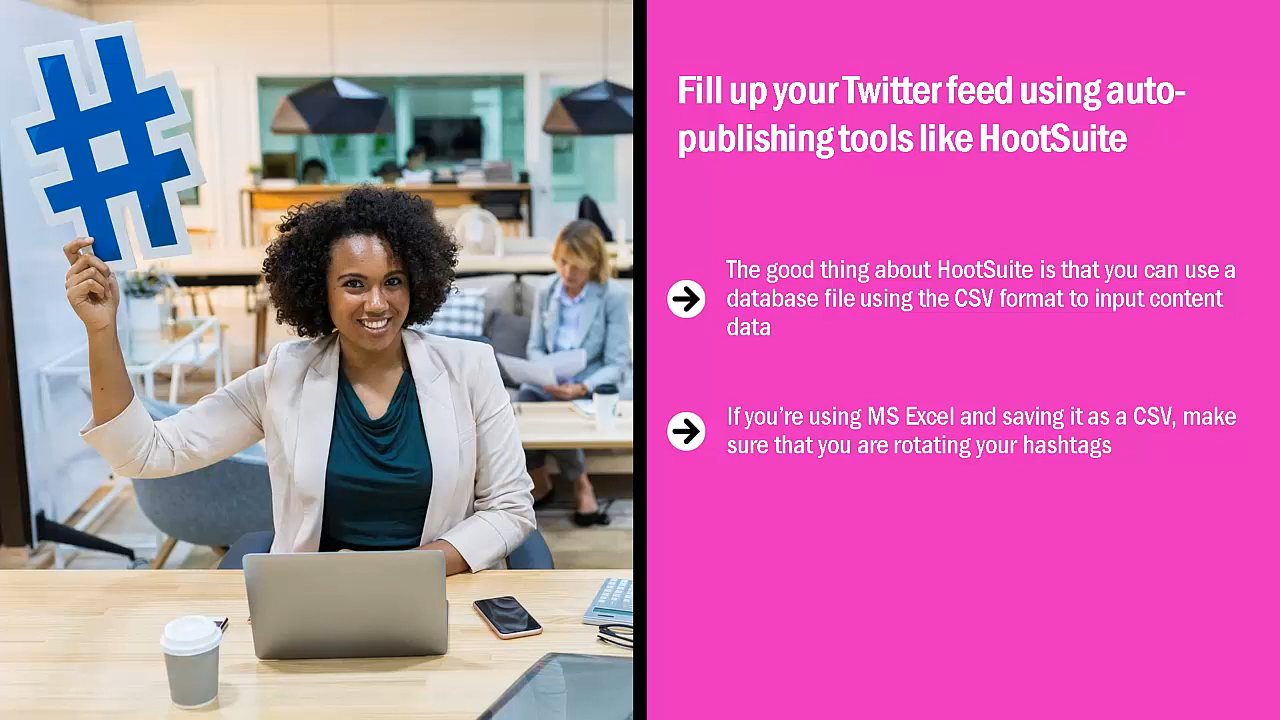 Fill up your Twitter feed using auto-
publishing tools like HootSuite
The good thing about HootSuite is that you can use a
database file using the CSV format to input content
data
If you’re using MS Excel and saving it as a CSV, make
sure that you are rotating your hashtags